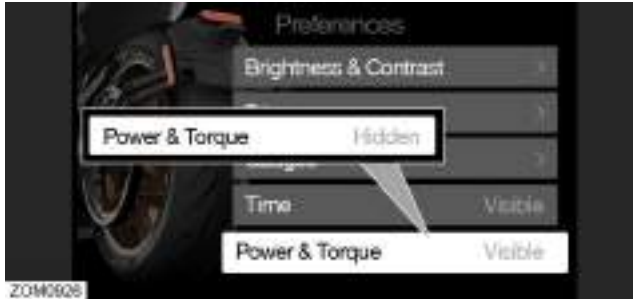 Preferences
Brightness & Contrast
Power & Torque Hidden
Time Visible
Power & Torque Visible
ZOM0926